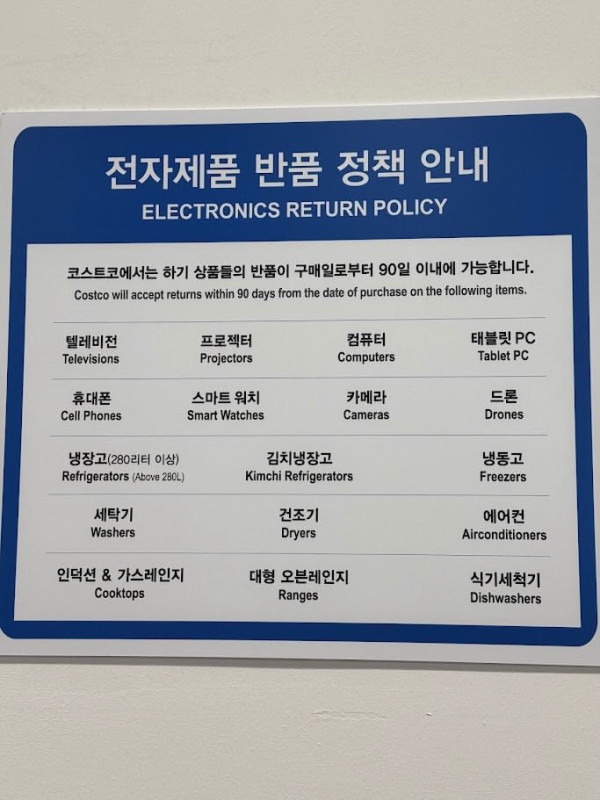 전자제품 반품 정책 안내
ELECTRONICS RETURN POLICY
코스트코에서는 하기 상품들의 반품이 구매일로부터 90일 이내에 가능합니다.
Costco will accept returns within 90 days from the date of purchase on the following items.
텔레비전 프로젝터 컴퓨터 태블릿 PC
Televisions Projectors Computers Tablet PC
휴대폰 스마트 워치 카메라 드론
Cell Phones Smart Watches Cameras Drones
냉장고(280리터 이상) 김치냉장고 냉동고
Refrigerators (Above 280L) Kimchi Refrigerators Freezers
세탁기 건조기 에어컨
Washers Dryers Airconditioners
인덕션 & 가스레인지 대형 오븐레인지 식기세척기
Cooktops Ranges Dishwashers